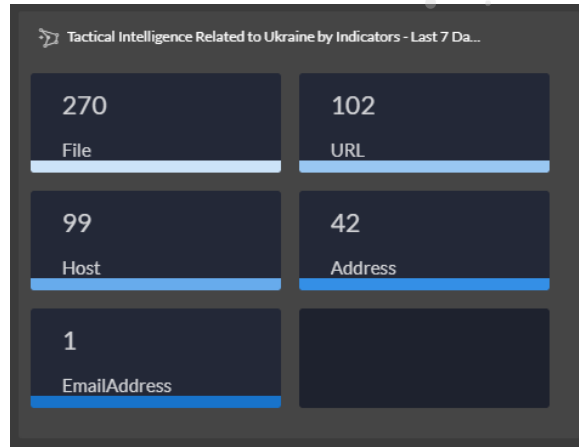 Tactical Intelligence Related to Ukraine by Indicators - Last 7 Da...
270
File
102
URL
99
Host
42
Address
1
EmailAddress